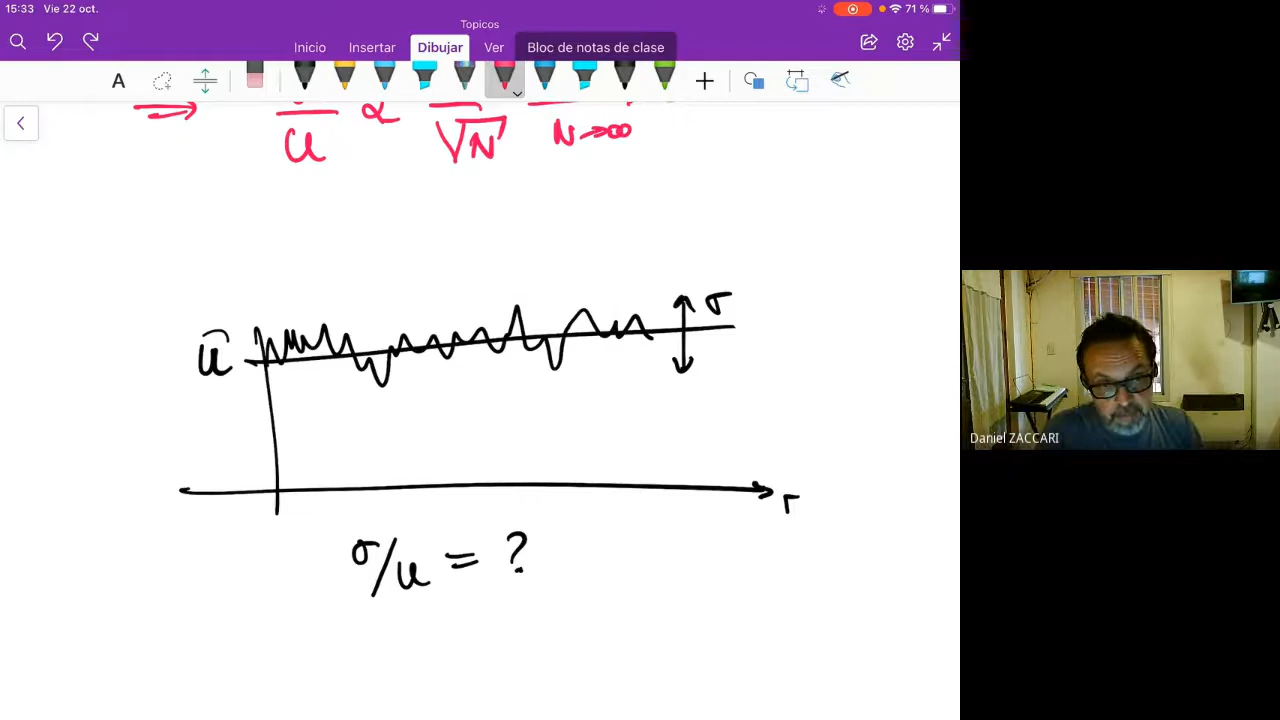 15:33 Vie 22 oct.
71 %
Topicos
Inicio Insertar Dibujar Ver Bloc de notas de clase
A
U ∝ √N N→∞
ū
σ
r
σ/u = ?
Daniel ZACCARI